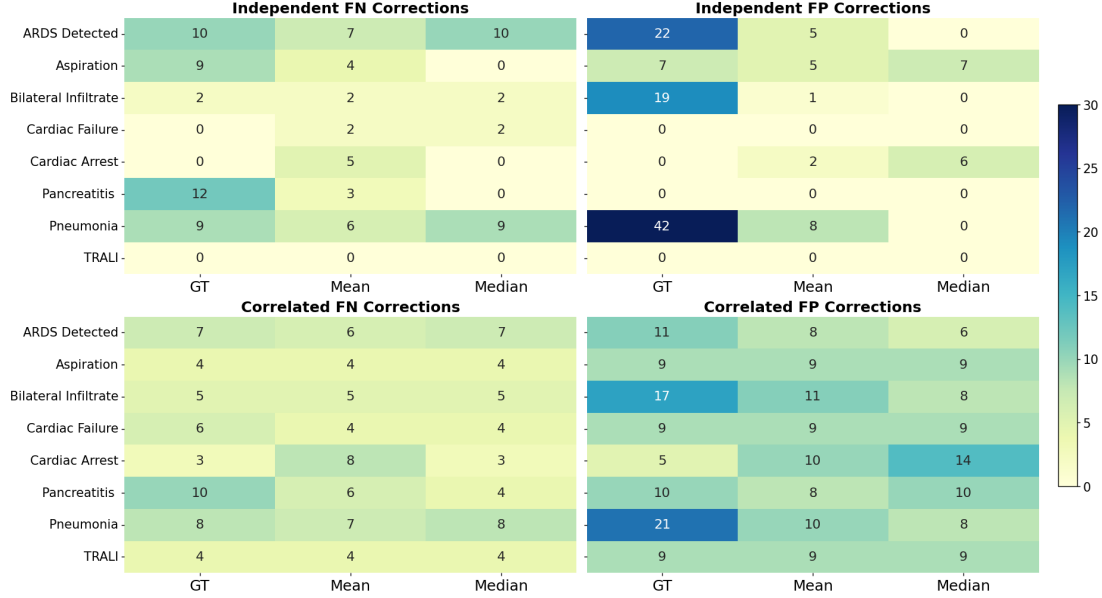 Independent FN Corrections Independent FP Corrections
ARDS Detected 10 7 10 22 5 0
Aspiration 9 4 0 7 5 7
Bilateral Infiltrate 2 2 2 19 1 0
Cardiac Failure 0 2 2 0 0 0
Cardiac Arrest 0 5 0 0 2 6
Pancreatitis 12 3 0 0 0 0
Pneumonia 9 6 9 42 8 0
TRALI 0 0 0 0 0 0
GT Mean Median GT Mean Median
Correlated FN Corrections Correlated FP Corrections
ARDS Detected 7 6 7 11 8 6
Aspiration 4 4 4 9 9 9
Bilateral Infiltrate 5 5 5 17 11 8
Cardiac Failure 6 4 4 9 9 9
Cardiac Arrest 3 8 3 5 10 14
Pancreatitis 10 6 4 10 8 10
Pneumonia 8 7 8 21 10 8
TRALI 4 4 4 9 9 9
GT Mean Median GT Mean Median
30
25
20
15
10
5
0